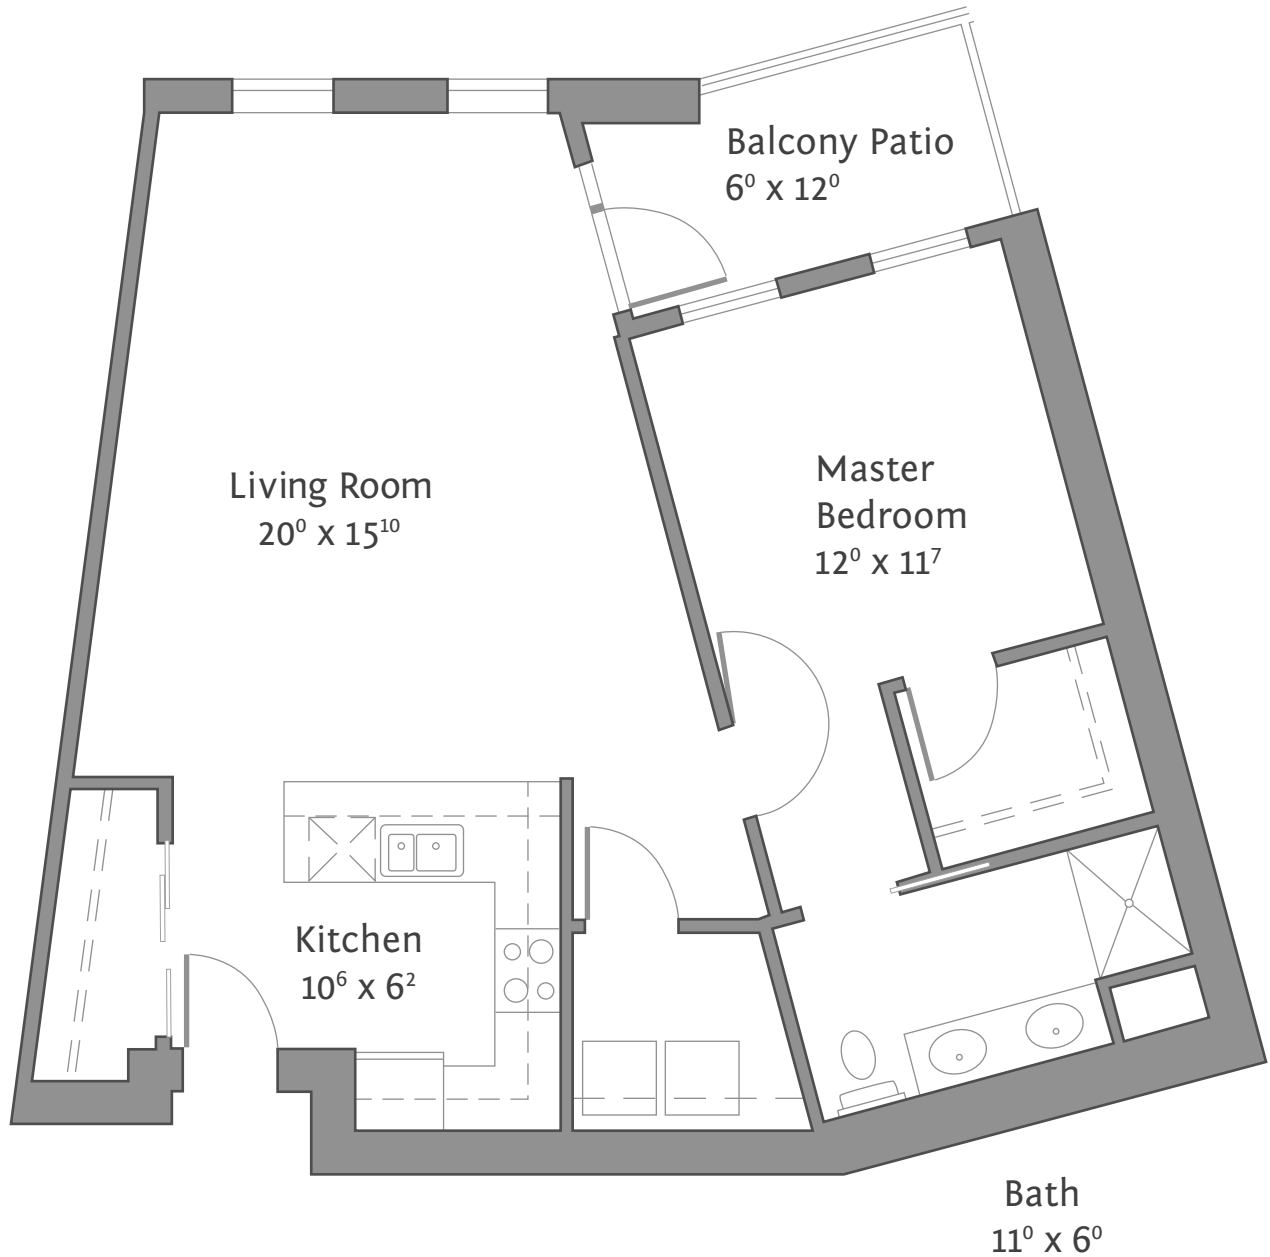 Balcony Patio
6⁰ x 12⁰
Living Room
20⁰ x 15¹⁰
Master
Bedroom
12⁰ x 11⁷
Kitchen
10⁶ x 6²
Bath
11⁰ x 6⁰